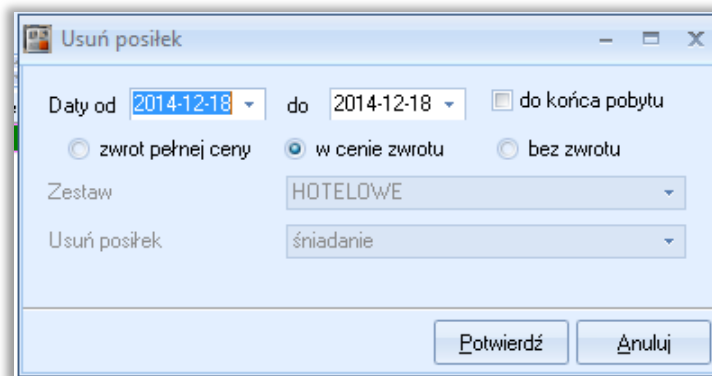 Usuń posiłek
Daty od 2014-12-18 do 2014-12-18 do końca pobytu
zwrot pełnej ceny w cenie zwrotu bez zwrotu
Zestaw HOTELOWE
Usuń posiłek śniadanie
Potwierdź Anuluj